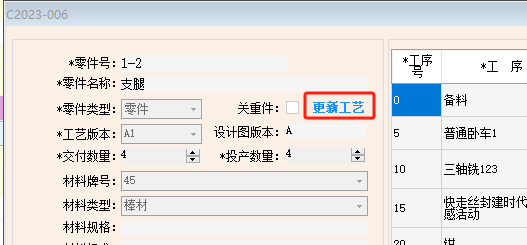 C2023-006
*零件号: 1-2
*零件名称: 支腿
*零件类型: 零件 关重件: 更新工艺
*工艺版本: A1 设计图版本: A
*交付数量: 4 *投产数量: 4
材料牌号: 45
材料类型: 棒材
材料规格:
*工序号 *工 序
0 备料
5 普通卧车1
10 三轴铣123
15 快走丝封建时代
感活动
20 钳